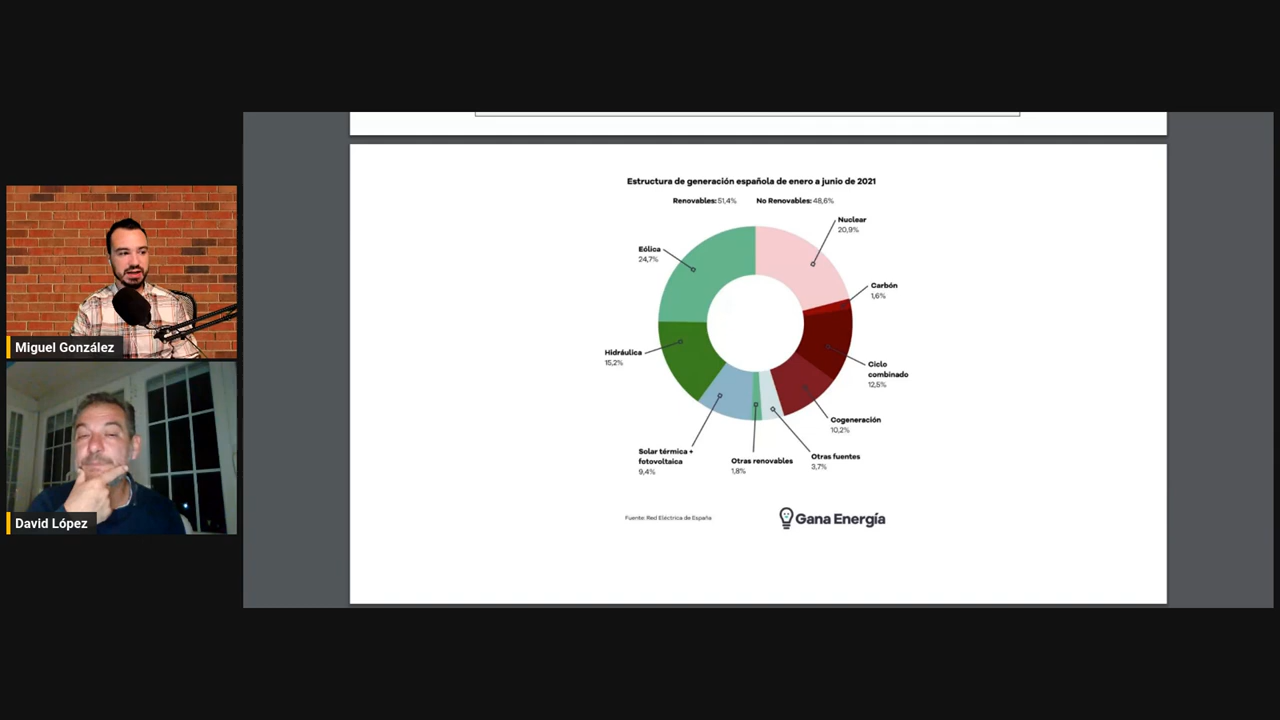 Miguel González
David López
Estructura de generación española de enero a junio de 2021
Renovables: 51,4% No Renovables: 48,6%
Nuclear
20,9%
Eólica
24,7%
Carbón
1,6%
Hidráulica
15,2%
Ciclo
combinado
12,5%
Cogeneración
10,2%
Solar térmica +
fotovoltaica
9,4%
Otras renovables
1,8%
Otras fuentes
3,7%
Fuente: Red Eléctrica de España
Gana Energía